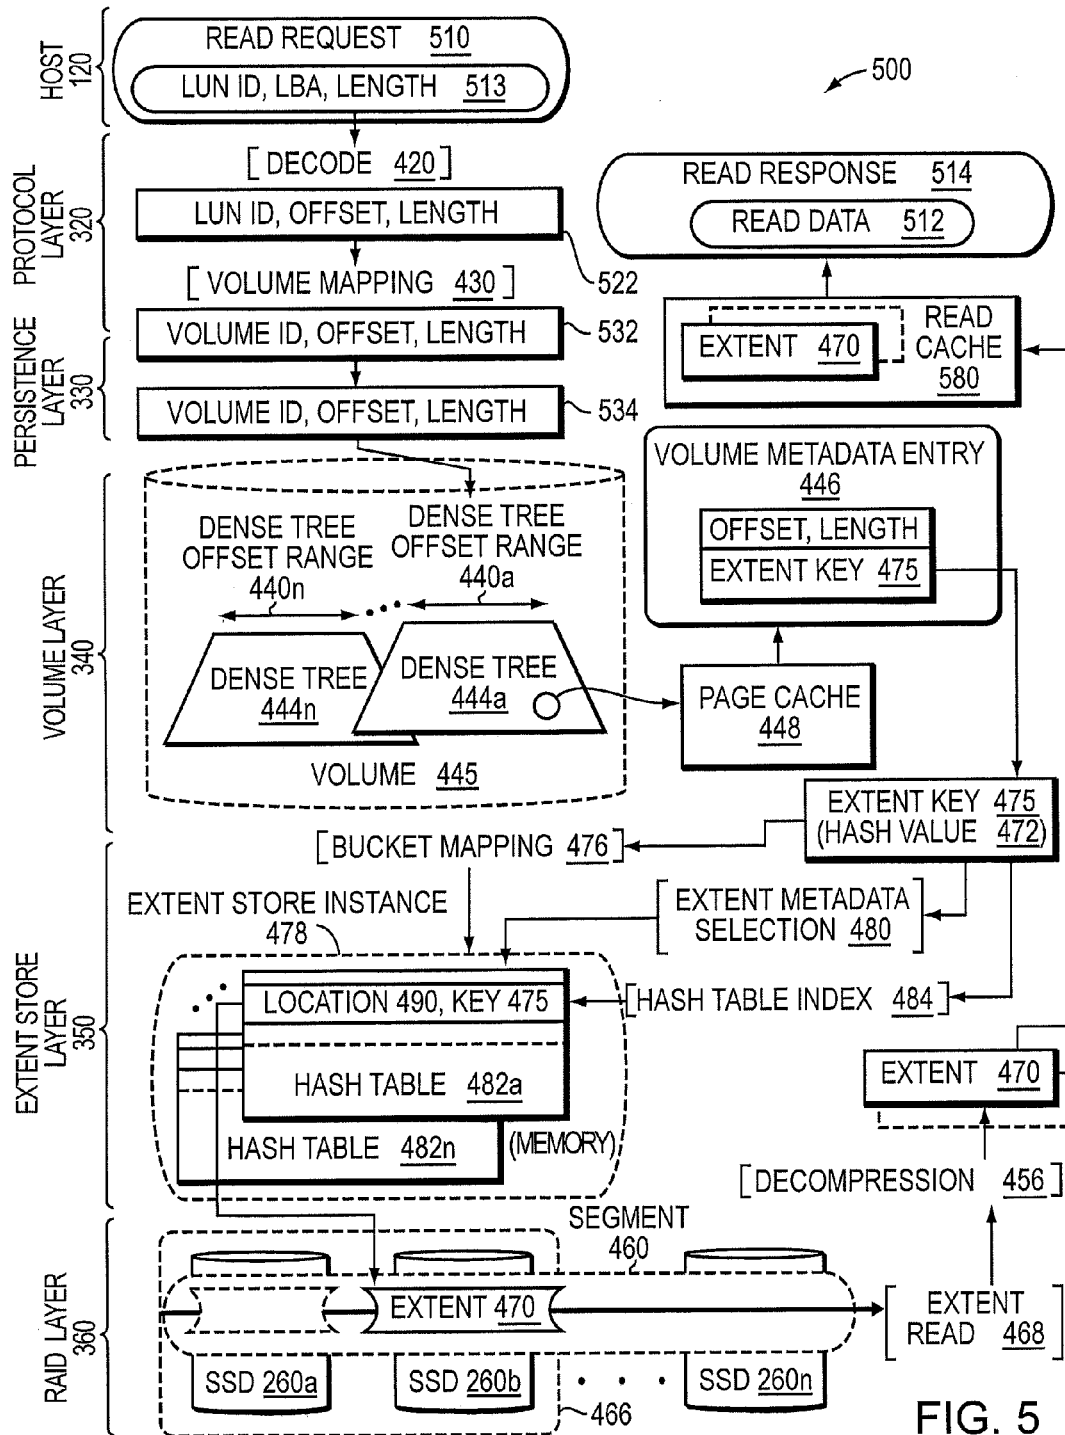 HOST
120
READ REQUEST 510
LUN ID, LBA, LENGTH 513
500
PROTOCOL
LAYER
320
[DECODE 420]
LUN ID, OFFSET, LENGTH
522
[VOLUME MAPPING 430]
VOLUME ID, OFFSET, LENGTH
532
READ RESPONSE 514
READ DATA 512
EXTENT 470
READ
CACHE
580
PERSISTENCE
LAYER
330
VOLUME ID, OFFSET, LENGTH
534
VOLUME LAYER
340
DENSE TREE
OFFSET RANGE
440n
DENSE TREE
OFFSET RANGE
440a
DENSE TREE
444n
DENSE TREE
444a
VOLUME 445
VOLUME METADATA ENTRY
446
OFFSET, LENGTH
EXTENT KEY 475
PAGE CACHE
448
EXTENT KEY 475
(HASH VALUE 472)
EXTENT STORE
LAYER
350
[BUCKET MAPPING 476]
EXTENT STORE INSTANCE
478
[EXTENT METADATA
SELECTION 480]
LOCATION 490, KEY 475
[HASH TABLE INDEX 484]
HASH TABLE 482a
HASH TABLE 482n
(MEMORY)
EXTENT 470
[DECOMPRESSION 456]
RAID LAYER
360
SEGMENT
460
EXTENT 470
[EXTENT
READ 468]
SSD 260a
SSD 260b
. . .
SSD 260n
466
FIG. 5